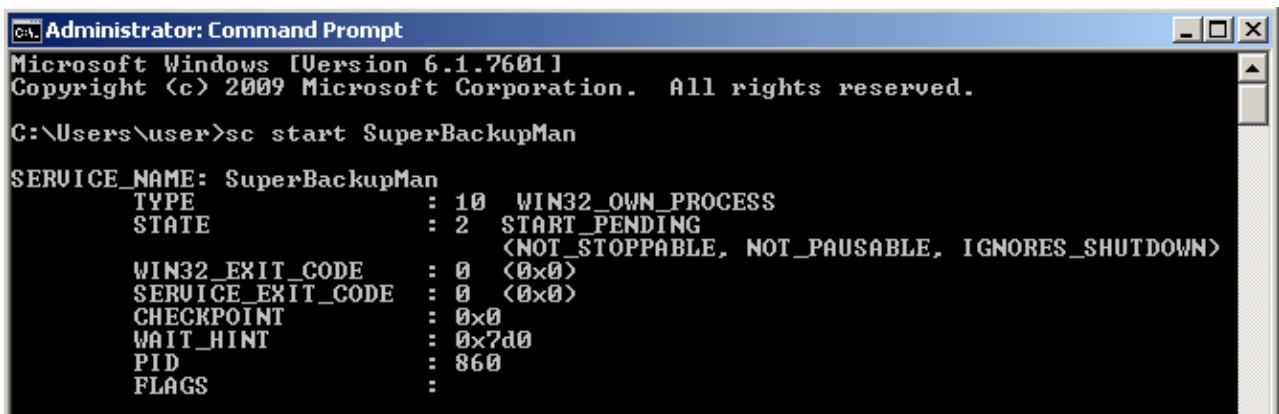 Administrator: Command Prompt
Microsoft Windows [Version 6.1.7601]
Copyright (c) 2009 Microsoft Corporation.  All rights reserved.
C:\Users\user>sc start SuperBackupMan
SERVICE_NAME: SuperBackupMan
        TYPE               : 10  WIN32_OWN_PROCESS
        STATE              : 2  START_PENDING
                                (NOT_STOPPABLE, NOT_PAUSABLE, IGNORES_SHUTDOWN)
        WIN32_EXIT_CODE    : 0  (0x0)
        SERVICE_EXIT_CODE  : 0  (0x0)
        CHECKPOINT         : 0x0
        WAIT_HINT          : 0x7d0
        PID                : 860
        FLAGS              :